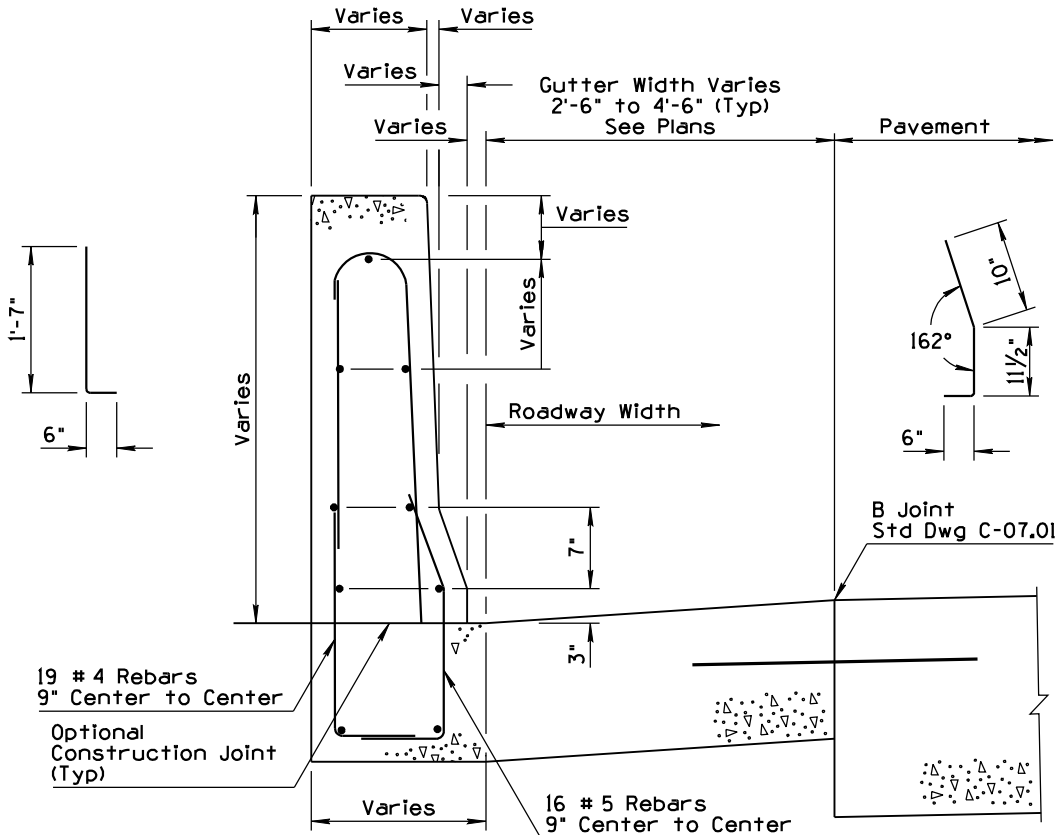 Varies
Varies
Varies
Gutter Width Varies
2'-6" to 4'-6" (Typ)
See Plans
Varies
Pavement
Varies
1'-7"
6"
Varies
Varies
10"
162°
11 1/2"
6"
Roadway Width
7"
3"
B Joint
Std Dwg C-07.01
19 #4 Rebars
9" Center to Center
Optional
Construction Joint
(Typ)
Varies
16 #5 Rebars
9" Center to Center